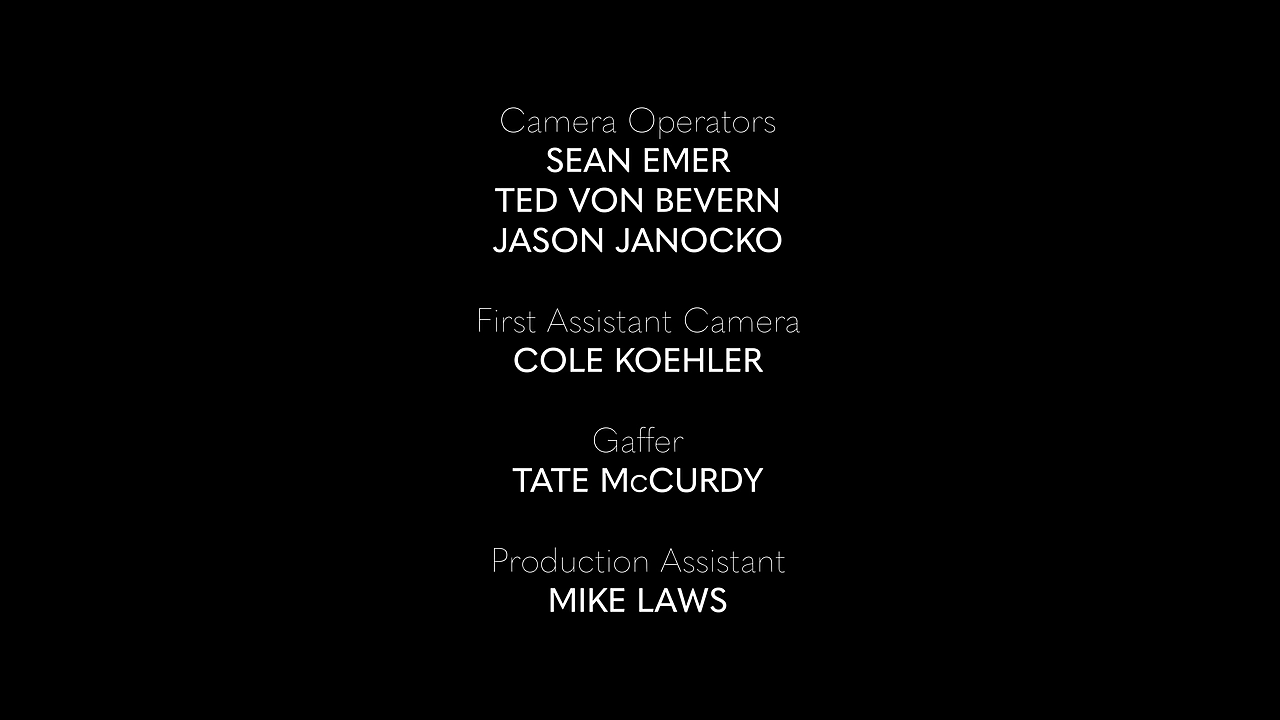 Camera Operators
SEAN EMER
TED VON BEVERN
JASON JANOCKO
First Assistant Camera
COLE KOEHLER
Gaffer
TATE McCURDY
Production Assistant
MIKE LAWS